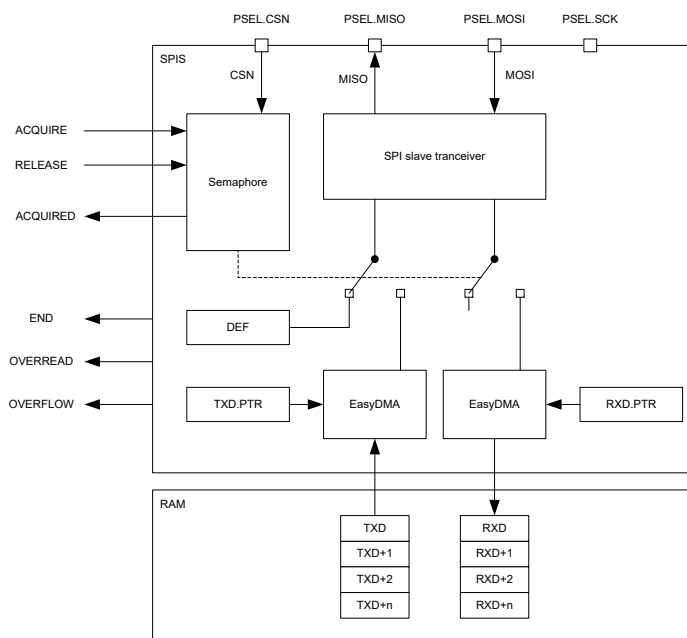 PSEL.CSN PSEL.MISO PSEL.MOSI PSEL.SCK
SPIS
CSN MISO MOSI
ACQUIRE
SPI slave tranceiver
RELEASE
Semaphore
ACQUIRED
END
DEF
OVERREAD
OVERFLOW TXD.PTR EasyDMA EasyDMA RXD.PTR
RAM
TXD RXD
TXD+1 RXD+1
TXD+2 RXD+2
TXD+n RXD+n